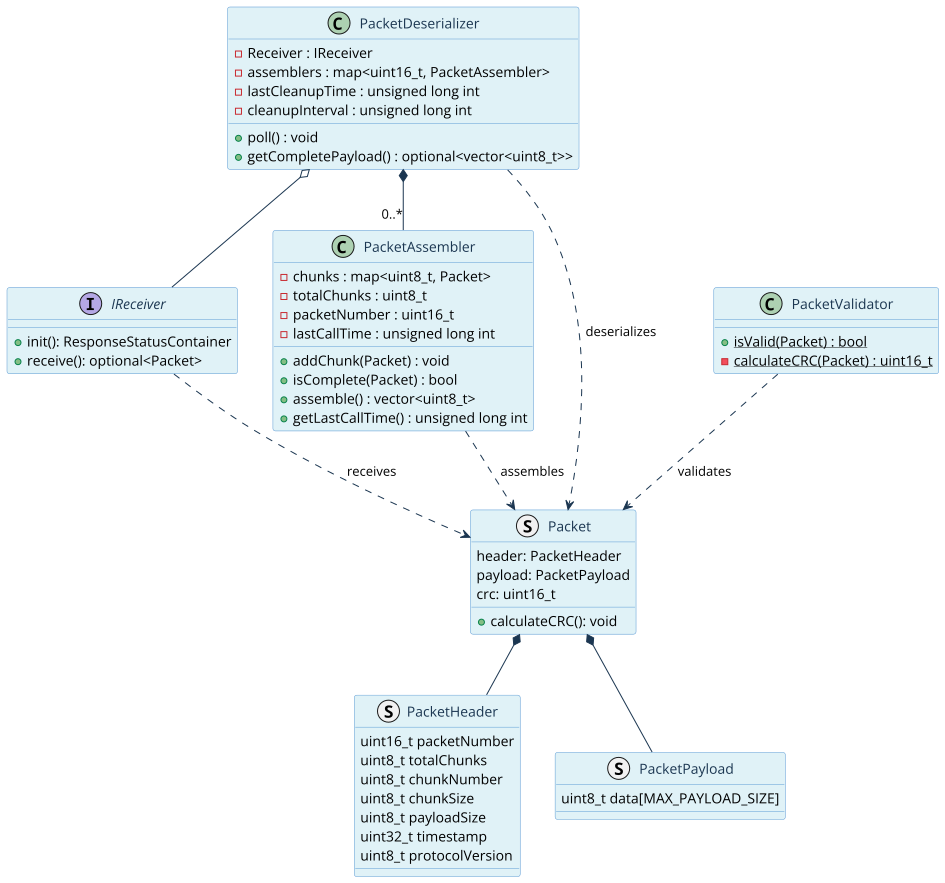 C PacketDeserializer
Receiver : IReceiver
assemblers : map<uint16_t, PacketAssembler>
lastCleanupTime : unsigned long int
cleanupInterval : unsigned long int
poll() : void
getCompletePayload() : optional<vector<uint8_t>>
0..*
C PacketAssembler
chunks : map<uint8_t, Packet>
totalChunks : uint8_t
packetNumber : uint16_t
lastCallTime : unsigned long int
addChunk(Packet) : void
isComplete(Packet) : bool
assemble() : vector<uint8_t>
getLastCallTime() : unsigned long int
I IReceiver
init(): ResponseStatusContainer
receive(): optional<Packet>
deserializes
C PacketValidator
isValid(Packet) : bool
calculateCRC(Packet) : uint16_t
receives
assembles
validates
S Packet
header: PacketHeader
payload: PacketPayload
crc: uint16_t
calculateCRC(): void
S PacketHeader
uint16_t packetNumber
uint8_t totalChunks
uint8_t chunkNumber
uint8_t chunkSize
uint8_t payloadSize
uint32_t timestamp
uint8_t protocolVersion
S PacketPayload
uint8_t data[MAX_PAYLOAD_SIZE]